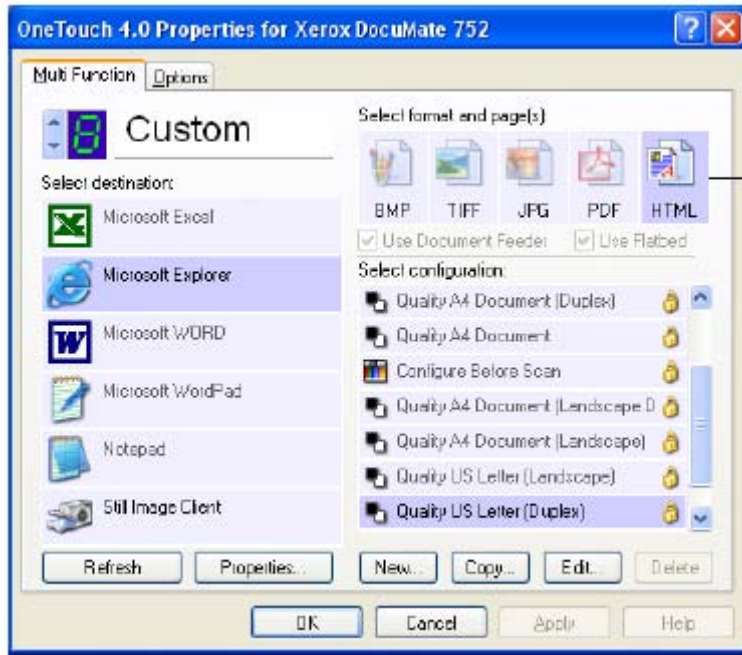 OneTouch 4.0 Properties for Xerox DocuMate 752
Multi Function
Options
8
Custom
Select destination:
Microsoft Excel
Microsoft Explorer
Microsoft WORD
Microsoft WordPad
Notepad
Still Image Client
Refresh
Properties...
Select format and page(s)
BMP TIFF JPG PDF HTML
Use Document Feeder
Use Flatbed
Select configuration:
Quality A4 Document (Duplex)
Quality A4 Document
Configure Before Scan
Quality A4 Document (Landscape D
Quality A4 Document (Landscape)
Quality US Letter (Landscape)
Quality US Letter (Duplex)
New... Copy... Edit... Delete
OK Cancel Apply Help